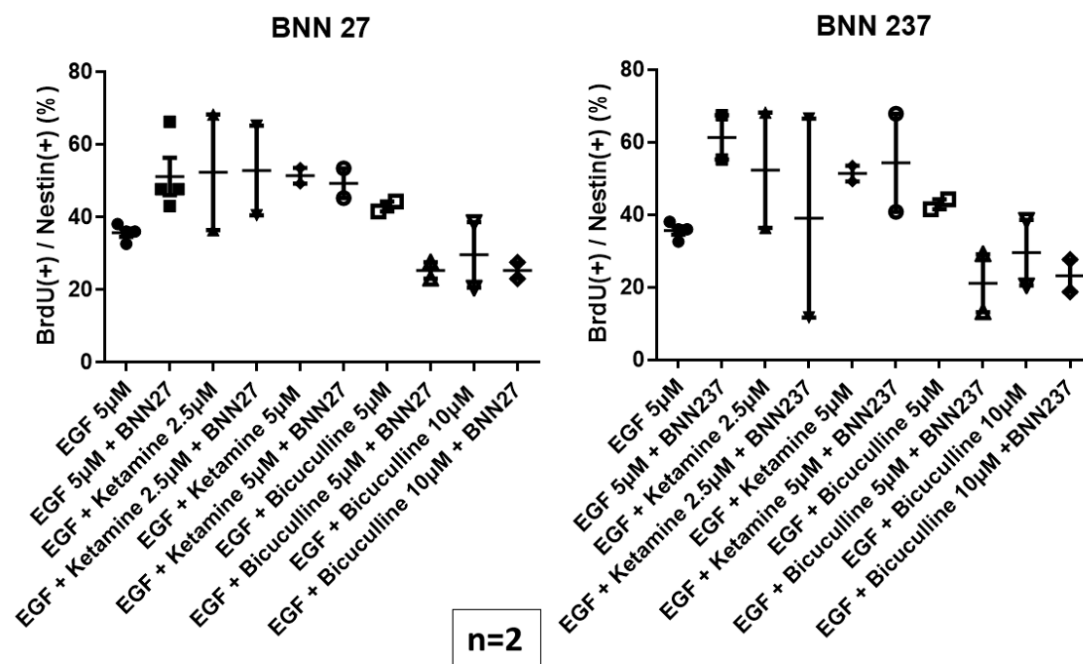 BNN 27
BrdU(+) / Nestin(+) (%)
80
60
40
20
0
EGF 5µM
EGF 5µM + BNN27
EGF + Ketamine 2.5µM
EGF + Ketamine 2.5µM + BNN27
EGF + Ketamine 5µM
EGF + Ketamine 5µM + BNN27
EGF + Bicuculline 5µM
EGF + Bicuculline 5µM + BNN27
EGF + Bicuculline 10µM
EGF + Bicuculline 10µM + BNN27
BNN 237
BrdU(+) / Nestin(+) (%)
80
60
40
20
0
EGF 5µM
EGF 5µM + BNN237
EGF + Ketamine 2.5µM
EGF + Ketamine 2.5µM + BNN237
EGF + Ketamine 5µM
EGF + Ketamine 5µM + BNN237
EGF + Bicuculline 5µM
EGF + Bicuculline 5µM + BNN237
EGF + Bicuculline 10µM
EGF + Bicuculline 10µM +BNN237
n=2